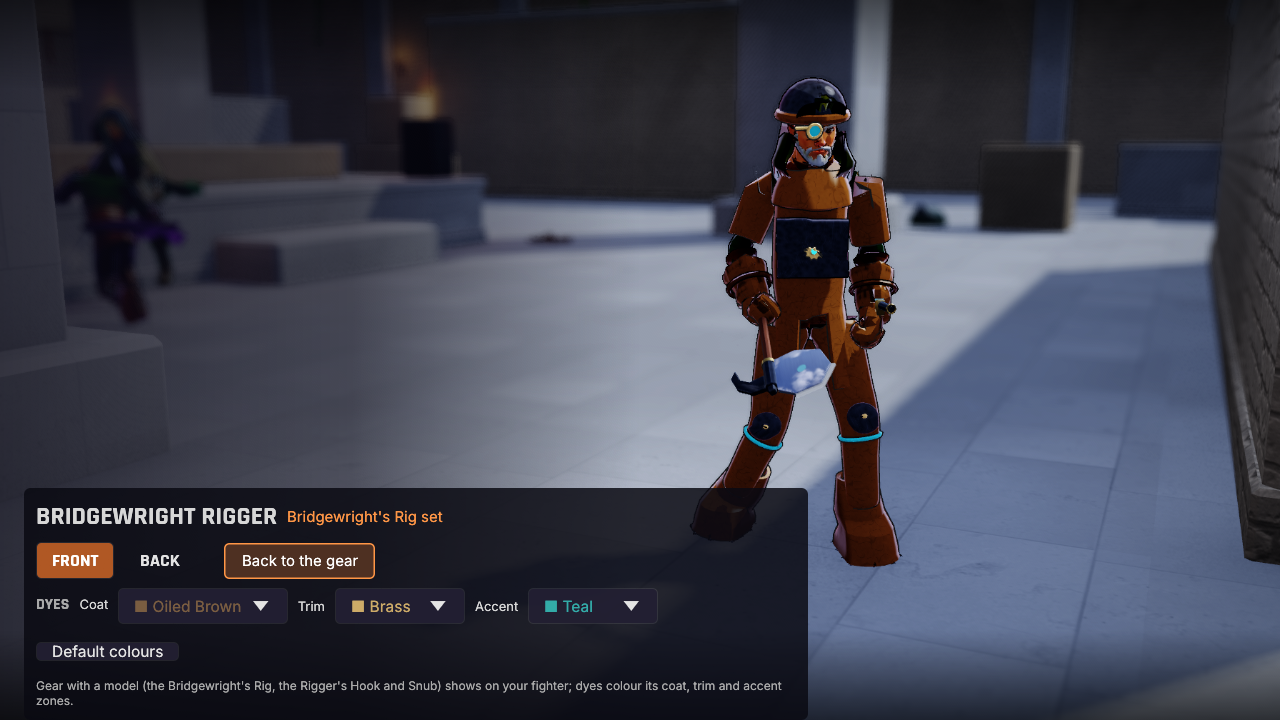 BRIDGEWRIGHT RIGGER Bridgewright's Rig set
FRONT BACK Back to the gear
DYES Coat Oiled Brown Trim Brass Accent Teal
Default colours
Gear with a model (the Bridgewright's Rig, the Rigger's Hook and Snub) shows on your fighter; dyes colour its coat, trim and accent
zones.